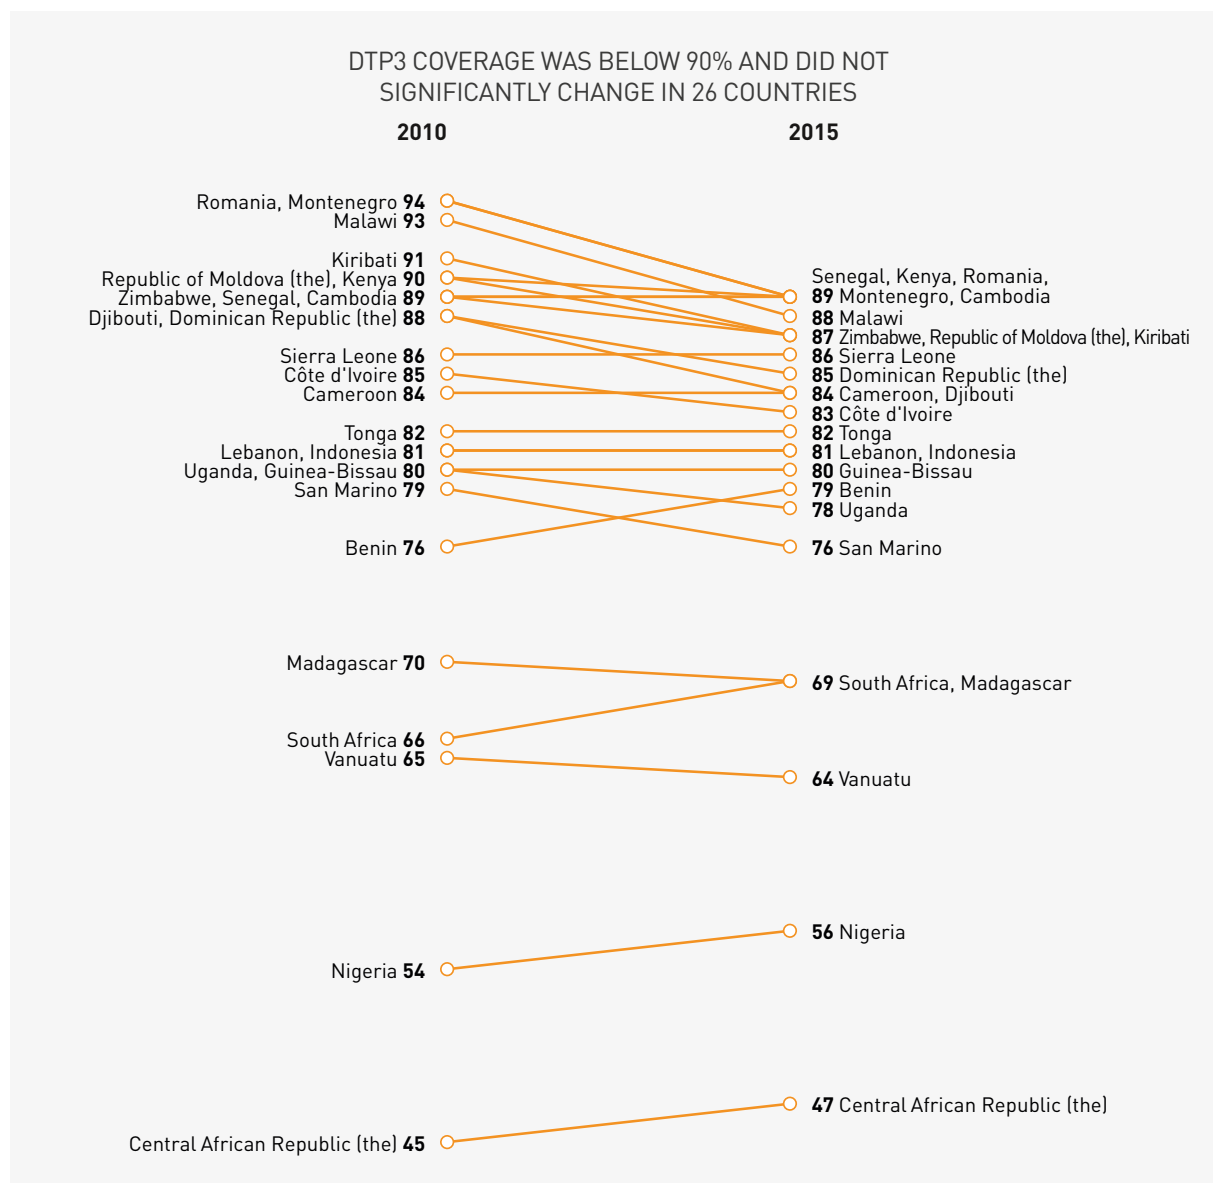 DTP3 COVERAGE WAS BELOW 90% AND DID NOT
SIGNIFICANTLY CHANGE IN 26 COUNTRIES
2010
2015
Romania, Montenegro 94
Malawi 93
Kiribati 91
Republic of Moldova (the), Kenya 90
Zimbabwe, Senegal, Cambodia 89
Djibouti, Dominican Republic (the) 88
Sierra Leone 86
Côte d'Ivoire 85
Cameroon 84
Tonga 82
Lebanon, Indonesia 81
Uganda, Guinea-Bissau 80
San Marino 79
Benin 76
Madagascar 70
South Africa 66
Vanuatu 65
Nigeria 54
Central African Republic (the) 45
Senegal, Kenya, Romania,
89 Montenegro, Cambodia
88 Malawi
87 Zimbabwe, Republic of Moldova (the), Kiribati
86 Sierra Leone
85 Dominican Republic (the)
84 Cameroon, Djibouti
83 Côte d'Ivoire
82 Tonga
81 Lebanon, Indonesia
80 Guinea-Bissau
79 Benin
78 Uganda
76 San Marino
69 South Africa, Madagascar
64 Vanuatu
56 Nigeria
47 Central African Republic (the)